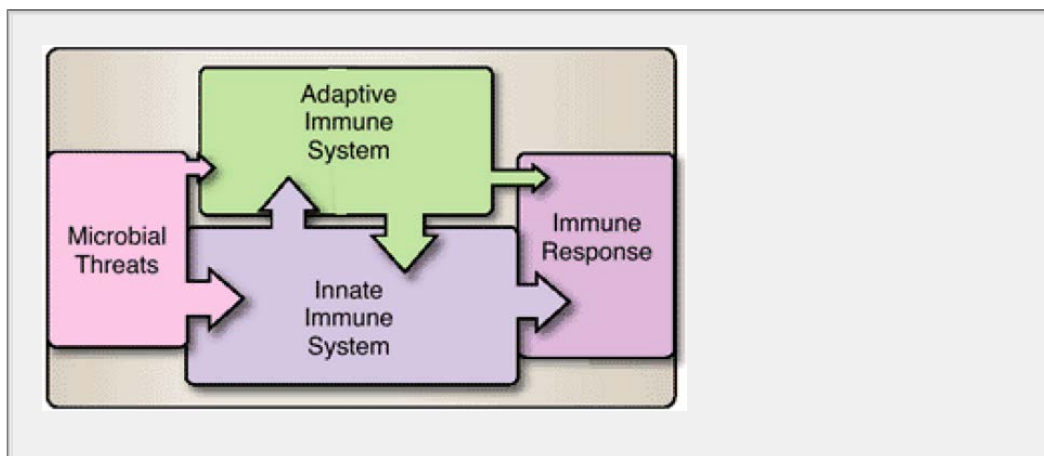 Adaptive
Immune
System
Microbial
Threats
Immune
Response
Innate
Immune
System